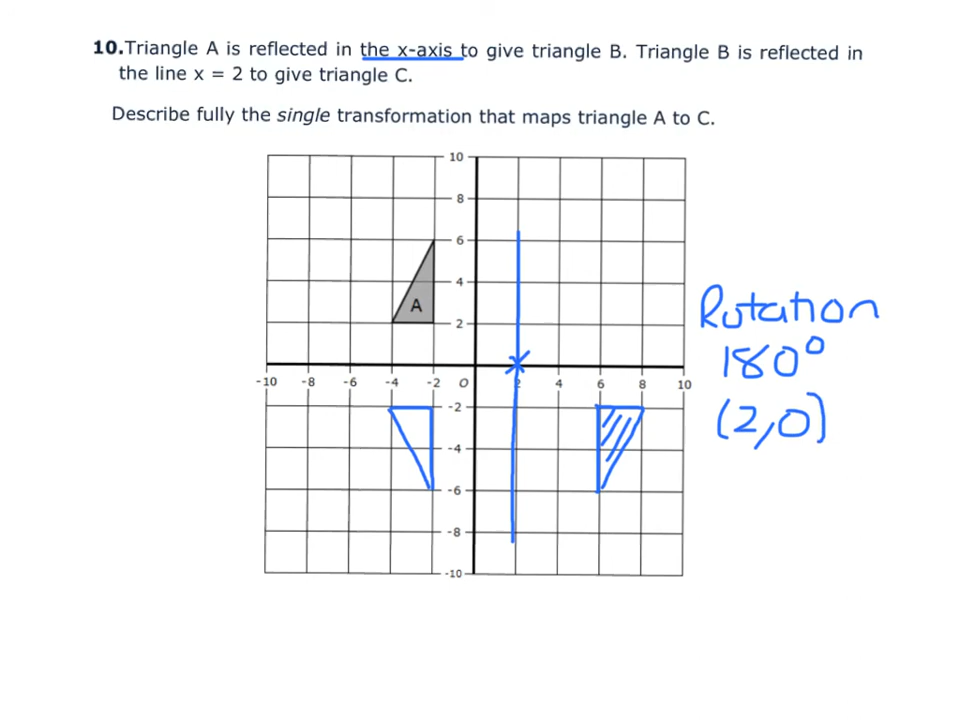 10.Triangle A is reflected in the x-axis to give triangle B. Triangle B is reflected in
the line x = 2 to give triangle C.
Describe fully the single transformation that maps triangle A to C.
10
8
6
4
A
2
Rotation
180°
(2,0)
-10 -8 -6 -4 -2 O 2 4 6 8 10
-2
-4
-6
-8
-10